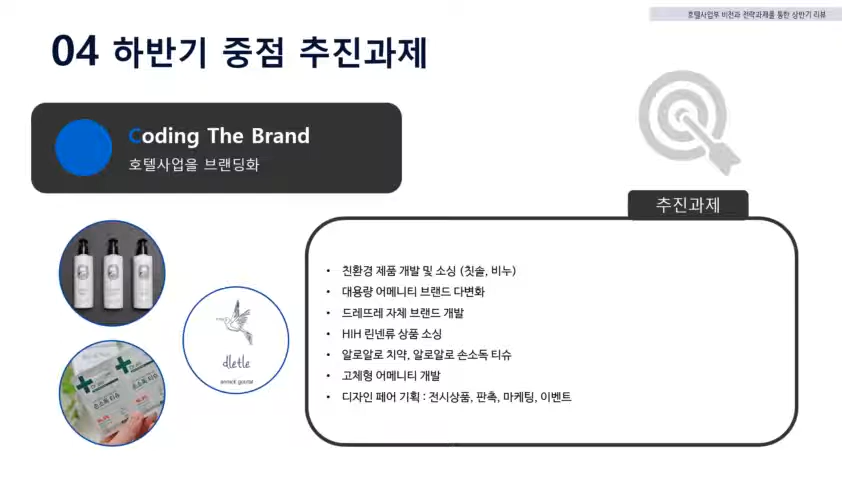 호텔사업부 비전과 전략과제를 통한 상반기 리뷰
04 하반기 중점 추진과제
Coding The Brand
호텔사업을 브랜딩화
추진과제
• 친환경 제품 개발 및 소싱 (칫솔, 비누)
• 대용량 어메니티 브랜드 다변화
• 드레뜨레 자체 브랜드 개발
• HIH 린넨류 상품 소싱
• 알로알로 치약, 알로알로 손소독 티슈
• 고체형 어메니티 개발
• 디자인 페어 기획 : 전시상품, 판촉, 마케팅, 이벤트
dletle
annick goutal
손소독 티슈